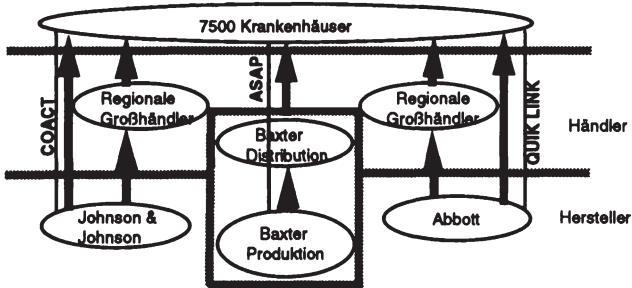 7500 Krankenhäuser
COACT
ASAP
QUIK LINK
Regionale
Großhändler
Regionale
Großhändler
Händler
Baxter
Distribution
Johnson &
Johnson
Baxter
Produktion
Abbott
Hersteller